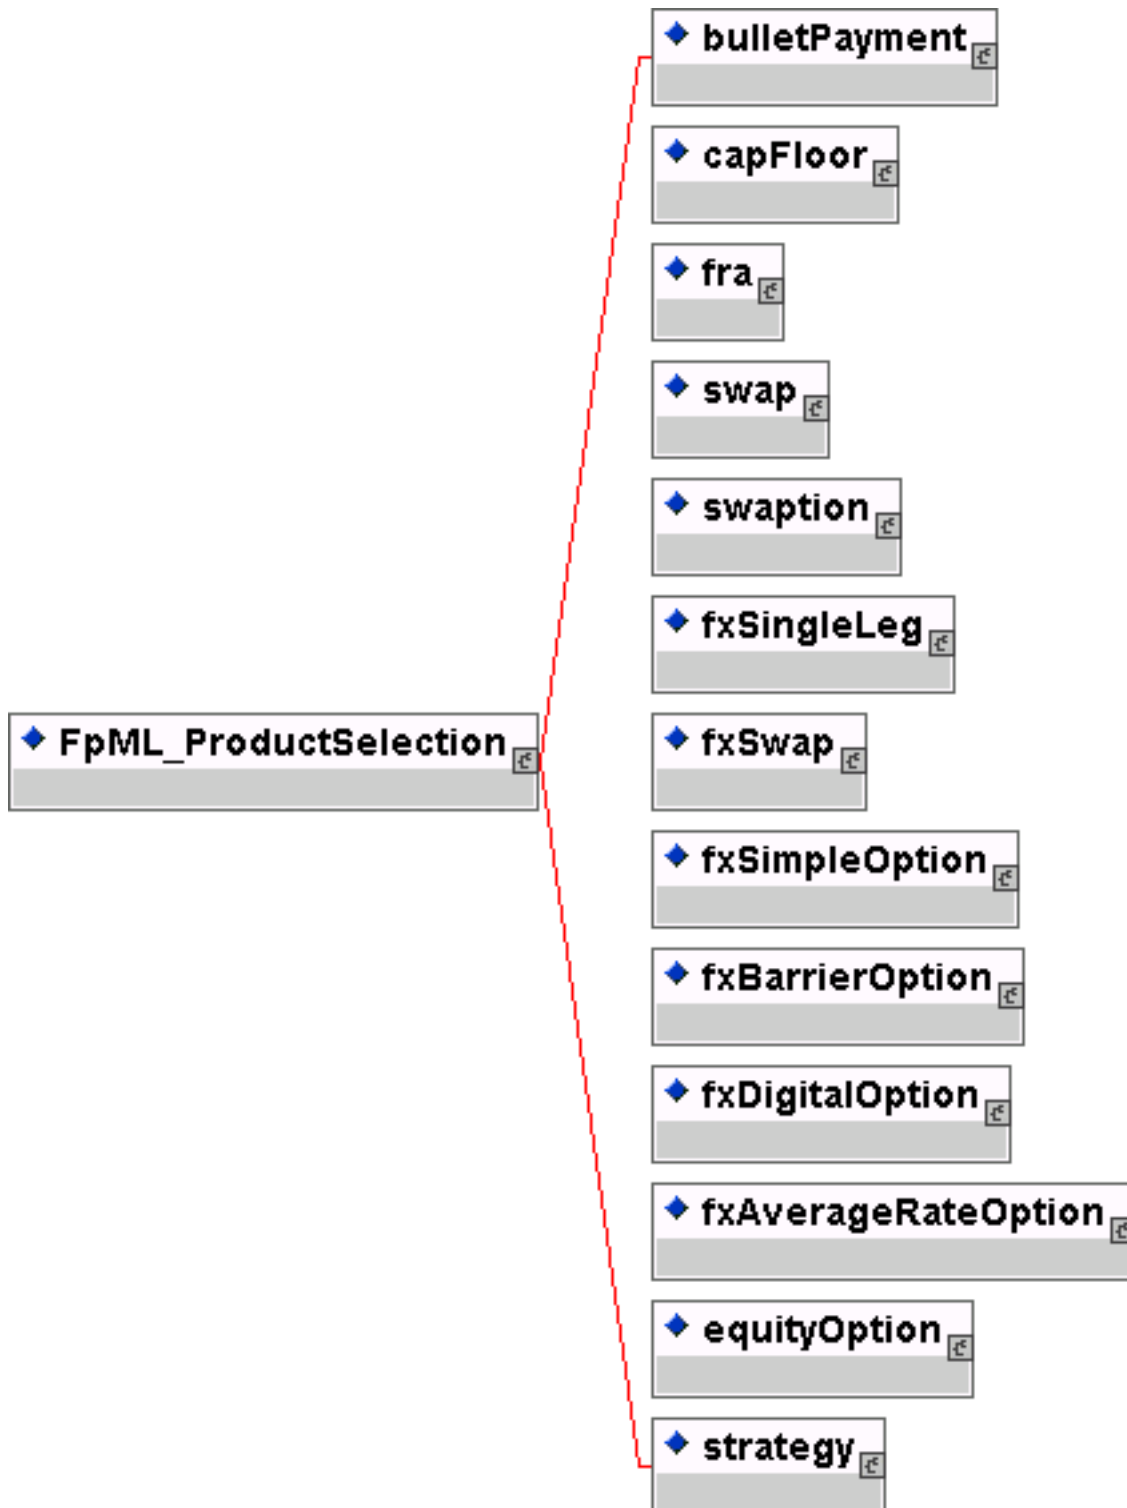 bulletPayment
capFloor
fra
swap
swaption
fxSingleLeg
FpML_ProductSelection
fxSwap
fxSimpleOption
fxBarrierOption
fxDigitalOption
fxAverageRateOption
equityOption
strategy